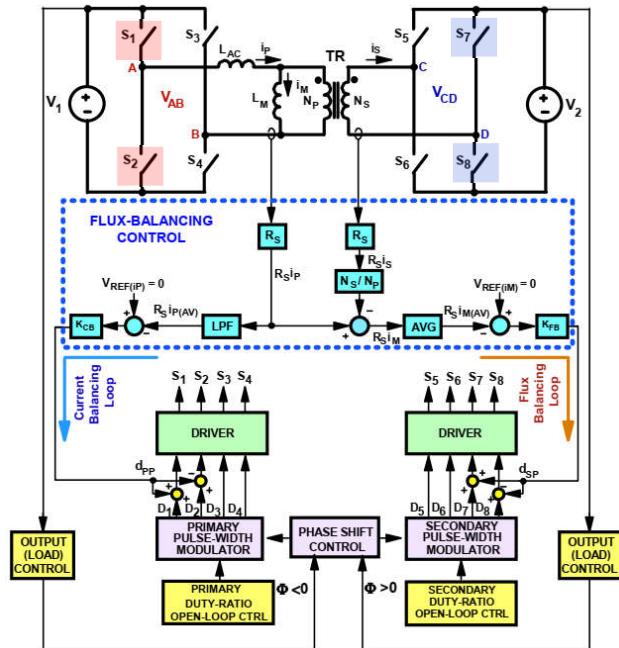 S1
S3
LAC
iP
TR
iS
S5
S7
A
iM
C
V1
VAB
LM
NP
NS
VCD
V2
B
D
S2
S4
S6
S8
FLUX-BALANCING
CONTROL
RS
RS
RSiP
RSiS
NS/NP
VREF(iP) = 0
VREF(iM) = 0
KCB
+
−
RSiP(AV)
LPF
+
−
RSiM
AVG
RSiM(AV)
−
+
KFB
Current
Balancing
Loop
S1 S2 S3 S4
S5 S6 S7 S8
Flux
Balancing
Loop
DRIVER
DRIVER
dPP
dSP
+
+
−
+
+
+
−
+
D1 D2 D3 D4
D5 D6 D7 D8
OUTPUT
(LOAD)
CONTROL
PRIMARY
PULSE-WIDTH
MODULATOR
PHASE SHIFT
CONTROL
SECONDARY
PULSE-WIDTH
MODULATOR
OUTPUT
(LOAD)
CONTROL
PRIMARY
DUTY-RATIO
OPEN-LOOP CTRL
Φ<0
Φ>0
SECONDARY
DUTY-RATIO
OPEN-LOOP CTRL